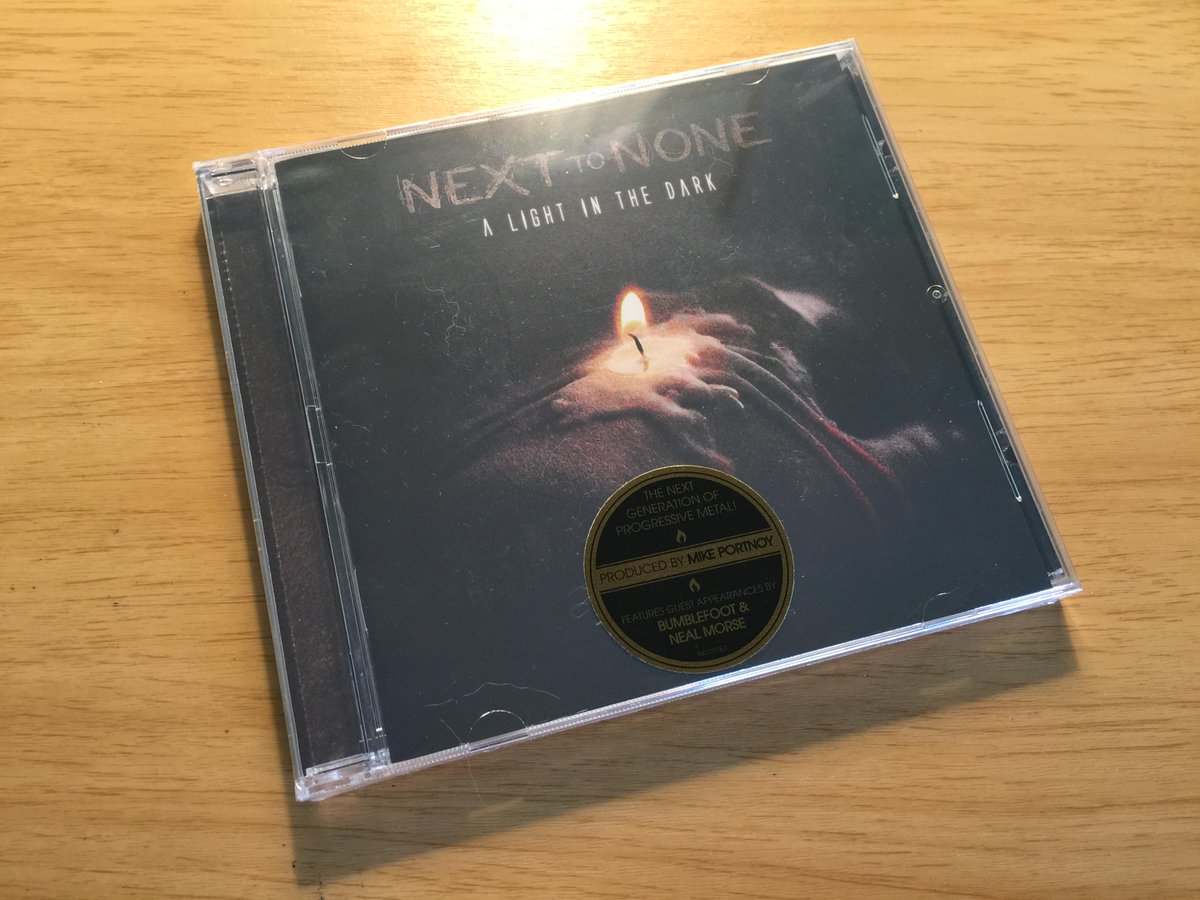 NEXT TO NONE
A LIGHT IN THE DARK
THE NEXT
GENERATION OF
PROGRESSIVE METAL!
PRODUCED BY MIKE PORTNOY
FEATURES GUEST APPEARANCES BY
BUMBLEFOOT &
NEAL MORSE